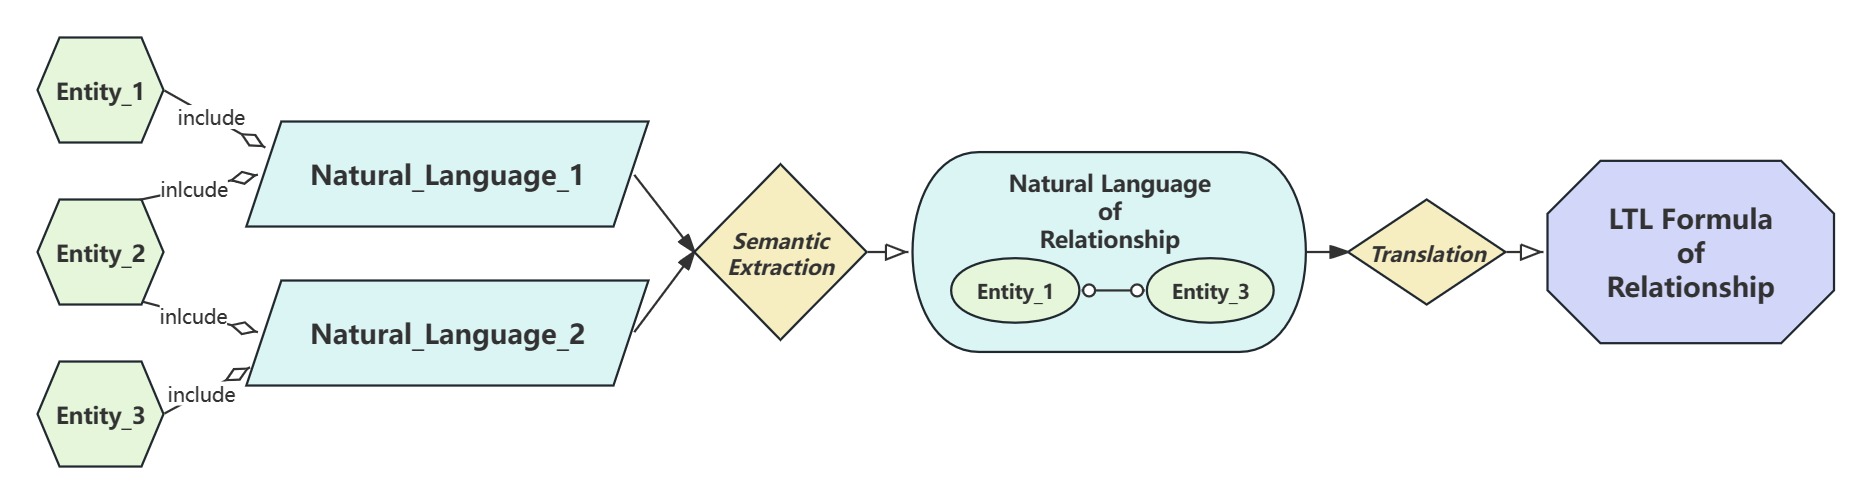 Entity_1
include
Natural_Language_1
inlcude
Entity_2
inlcude
Natural_Language_2
include
Entity_3
Semantic
Extraction
Natural Language
of
Relationship
Entity_1
Entity_3
Translation
LTL Formula
of
Relationship